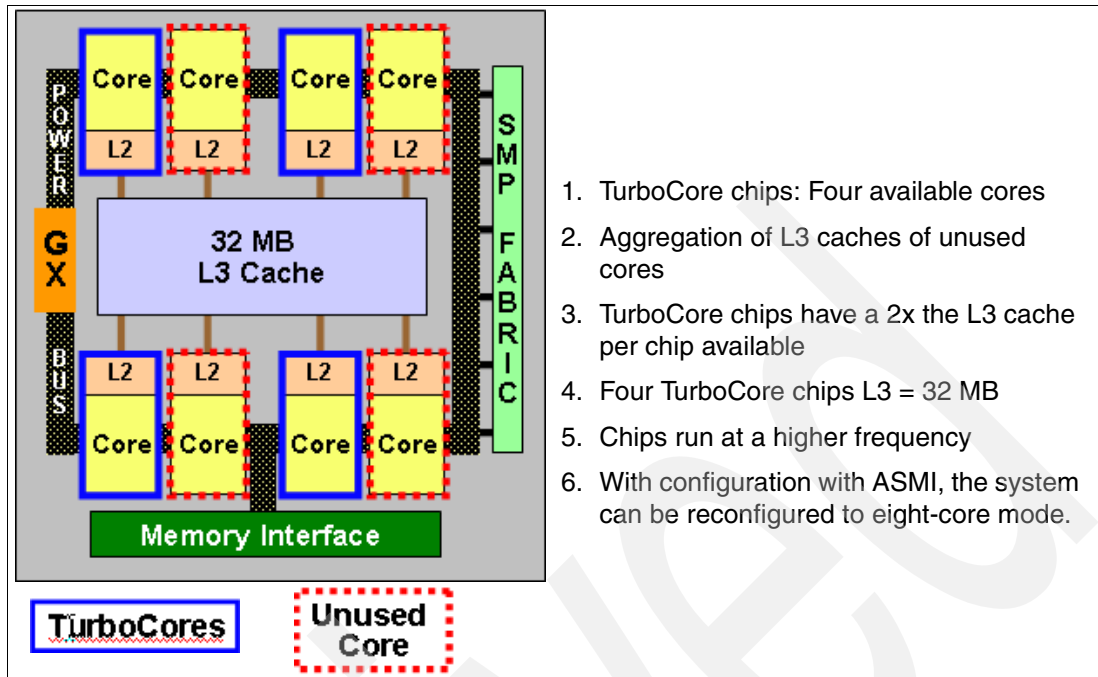 Core Core Core Core
L2 L2 L2 L2
POWER
GX
BUS
32 MB
L3 Cache
SMP FABRIC
L2 L2 L2 L2
Core Core Core Core
Memory Interface
TurboCores
Unused
Core
1. TurboCore chips: Four available cores
2. Aggregation of L3 caches of unused
cores
3. TurboCore chips have a 2x the L3 cache
per chip available
4. Four TurboCore chips L3 = 32 MB
5. Chips run at a higher frequency
6. With configuration with ASMI, the system
can be reconfigured to eight-core mode.